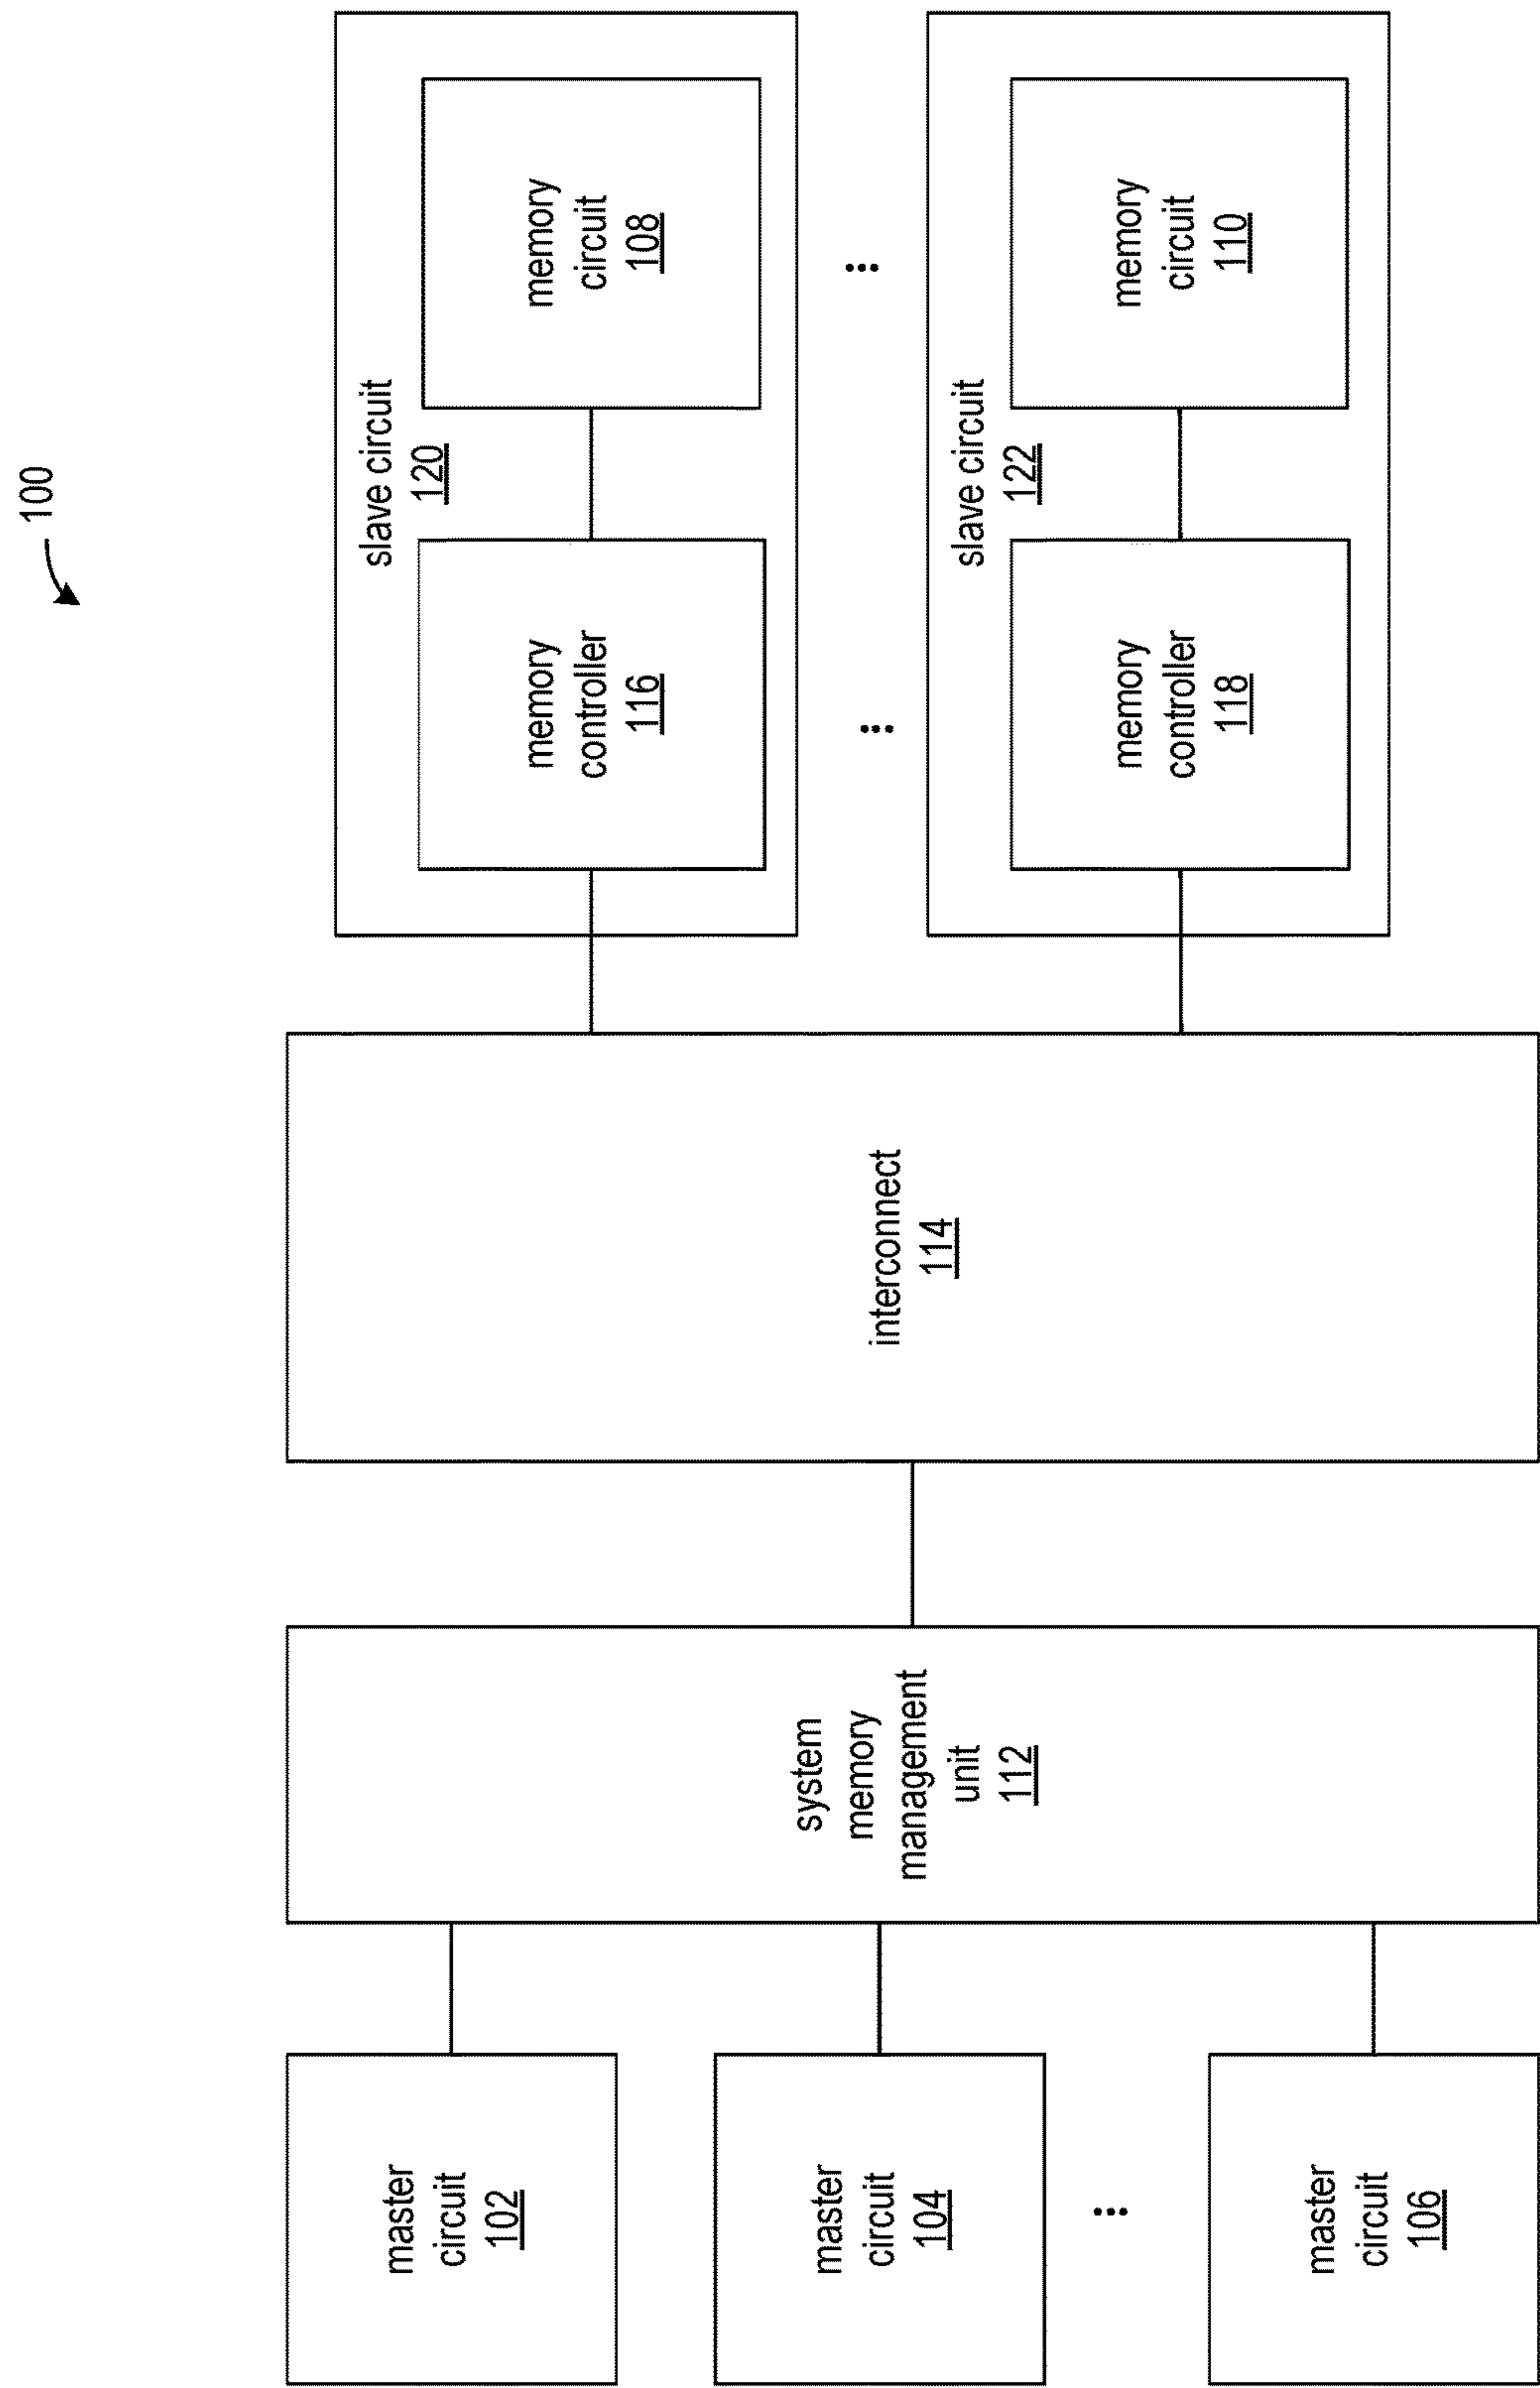 100
master
circuit
102
master
circuit
104
...
master
circuit
106
system
memory
management
unit
112
interconnect
114
slave circuit
120
memory
controller
116
memory
circuit
108
...
...
slave circuit
122
memory
controller
118
memory
circuit
110